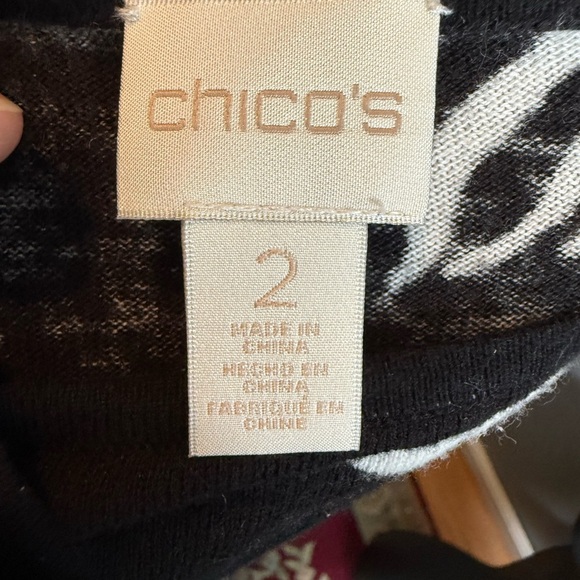 chico's
2
MADE IN
CHINA
HECHO EN
CHINA
FABRIQUÉ EN
CHINE